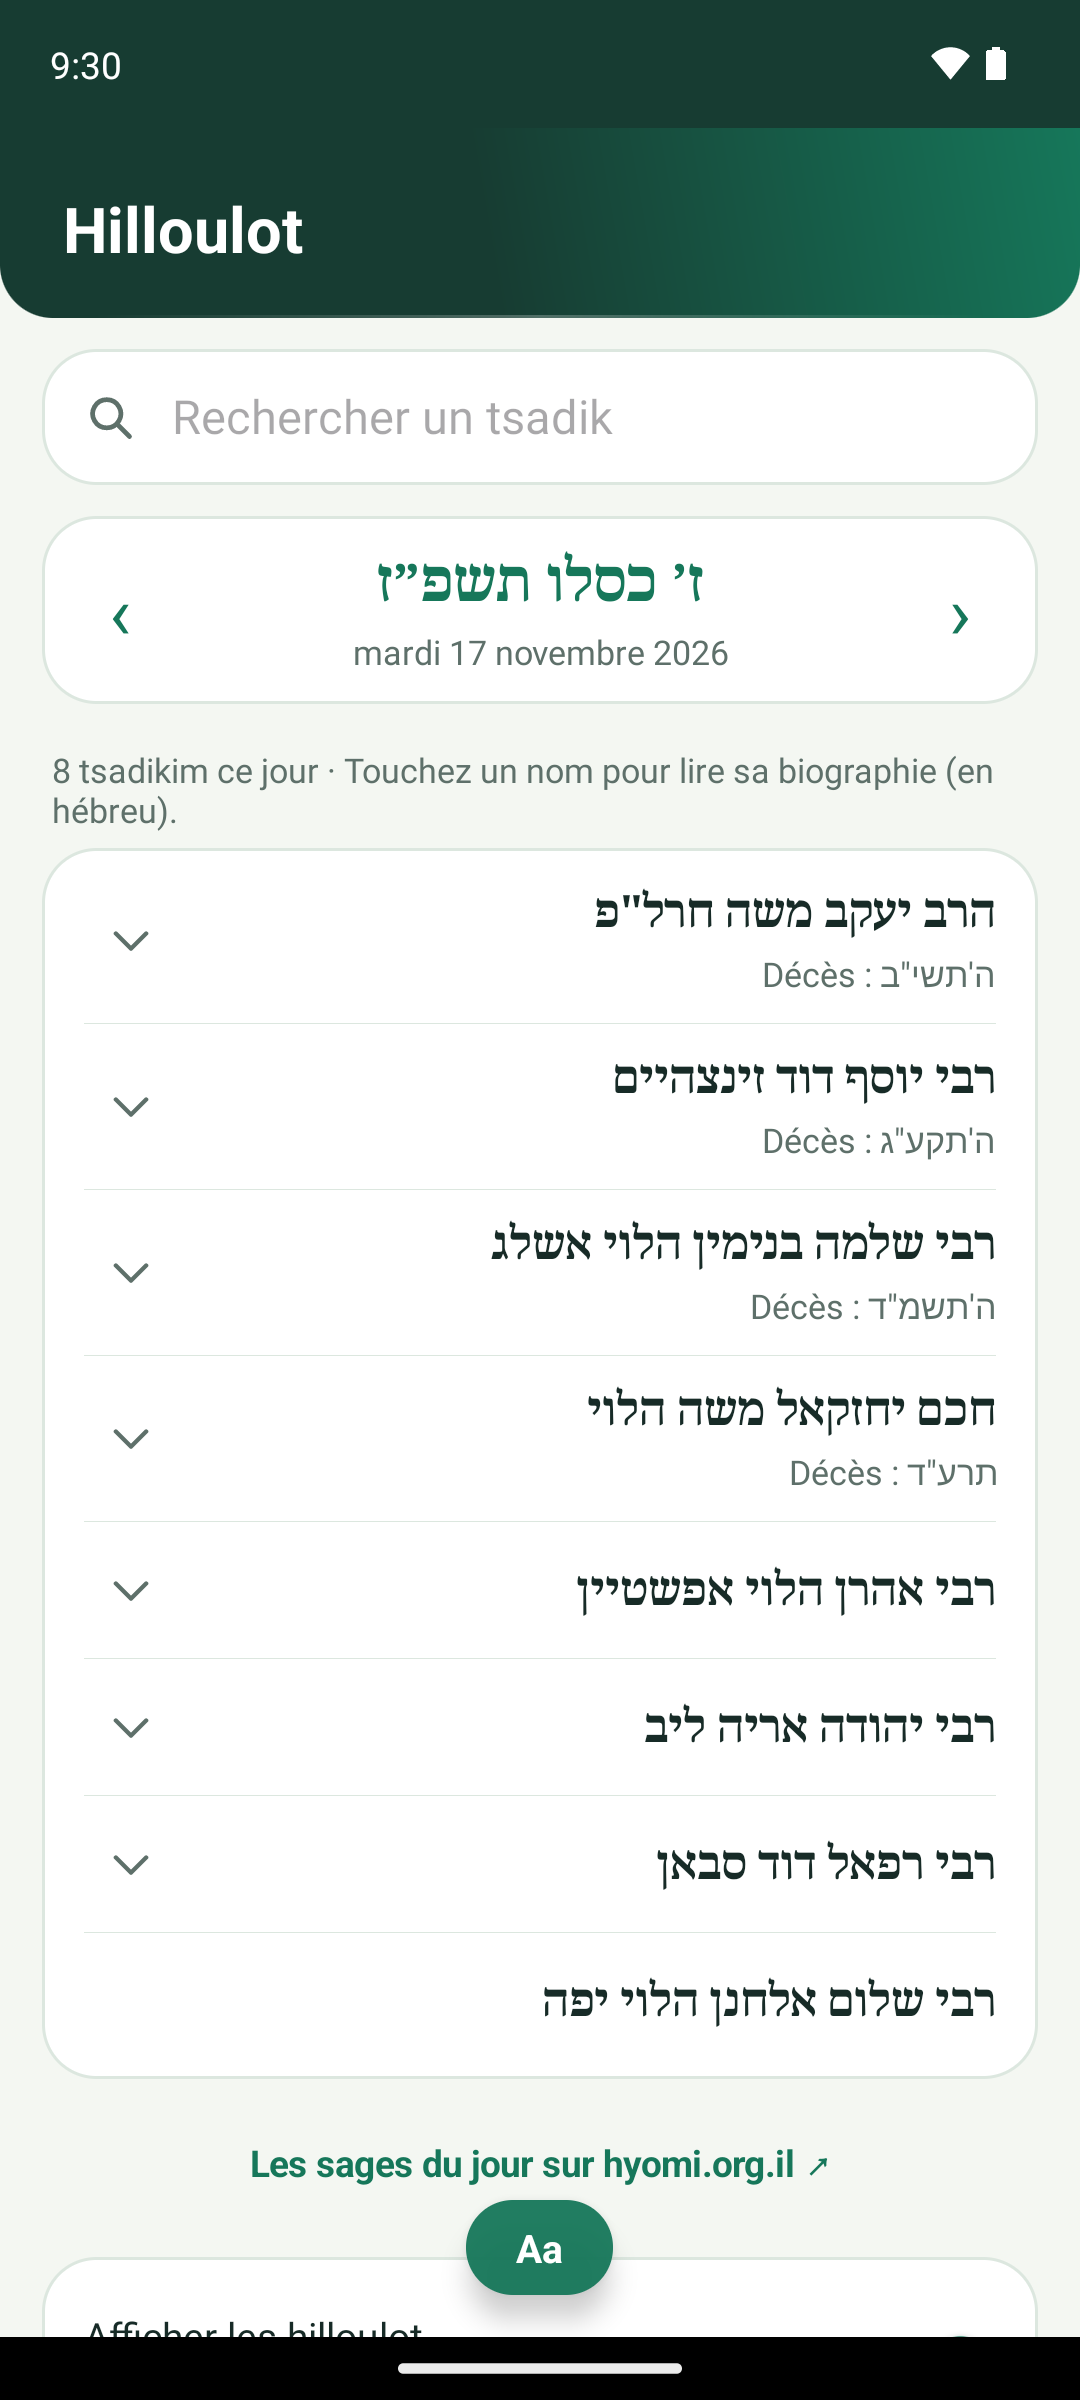 9:30
Hilloulot
Rechercher un tsadik
ז׳ כסלו תשפ״ז
mardi 17 novembre 2026
8 tsadikim ce jour · Touchez un nom pour lire sa biographie (en
hébreu).
הרב יעקב משה חרל"פ
Décès : ה'תשי"ב
רבי יוסף דוד זינצהיים
Décès : ה'תקע"ג
רבי שלמה בנימין הלוי אשלג
Décès : ה'תשמ"ד
חכם יחזקאל משה הלוי
Décès : תרע"ד
רבי אהרן הלוי אפשטיין
רבי יהודה אריה ליב
רבי רפאל דוד סבאן
רבי שלום אלחנן הלוי יפה
Les sages du jour sur hyomi.org.il ↗
Aa
Afficher les hilloulot